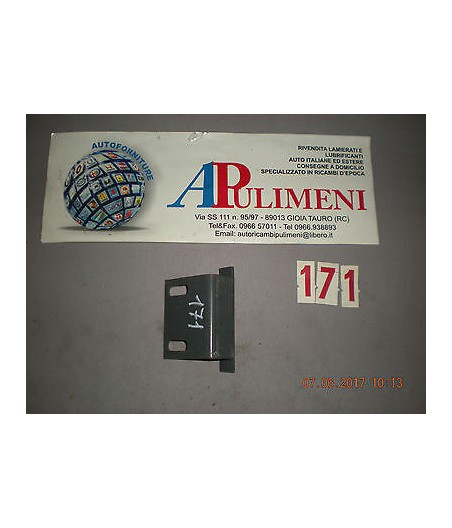 AUTOFORNITURE
APULIMENI
RIVENDITA LAMIERATI E
LUBRIFICANTI
AUTO ITALIANE ED ESTERE
CONSEGNE A DOMICILIO
SPECIALIZZATO IN RICAMBI D'EPOCA
Via SS 111 n. 95/97 - 89013 GIOIA TAURO (RC)
Tel&Fax. 0966 57011 - Tel 0966.938893
Email: autoricambipulimeni@libero.it
171
171
07.06.2017 10:13